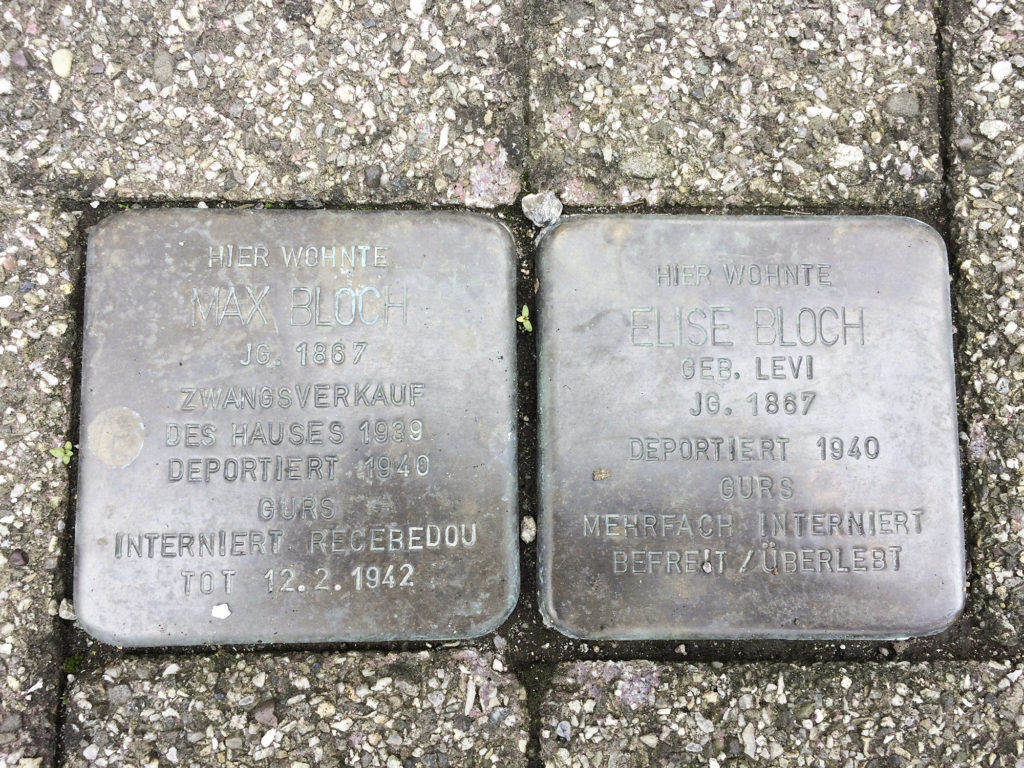 HIER WOHNTE
MAX BLOCH
JG. 1867
ZWANGSVERKAUF
DES HAUSES 1939
DEPORTIERT 1940
GURS
INTERNIERT RECEBEDOU
TOT 12.2.1942
HIER WOHNTE
ELISE BLOCH
GEB. LEVI
JG. 1867
DEPORTIERT 1940
GURS
MEHRFACH INTERNIERT
BEFREIT/ÜBERLEBT